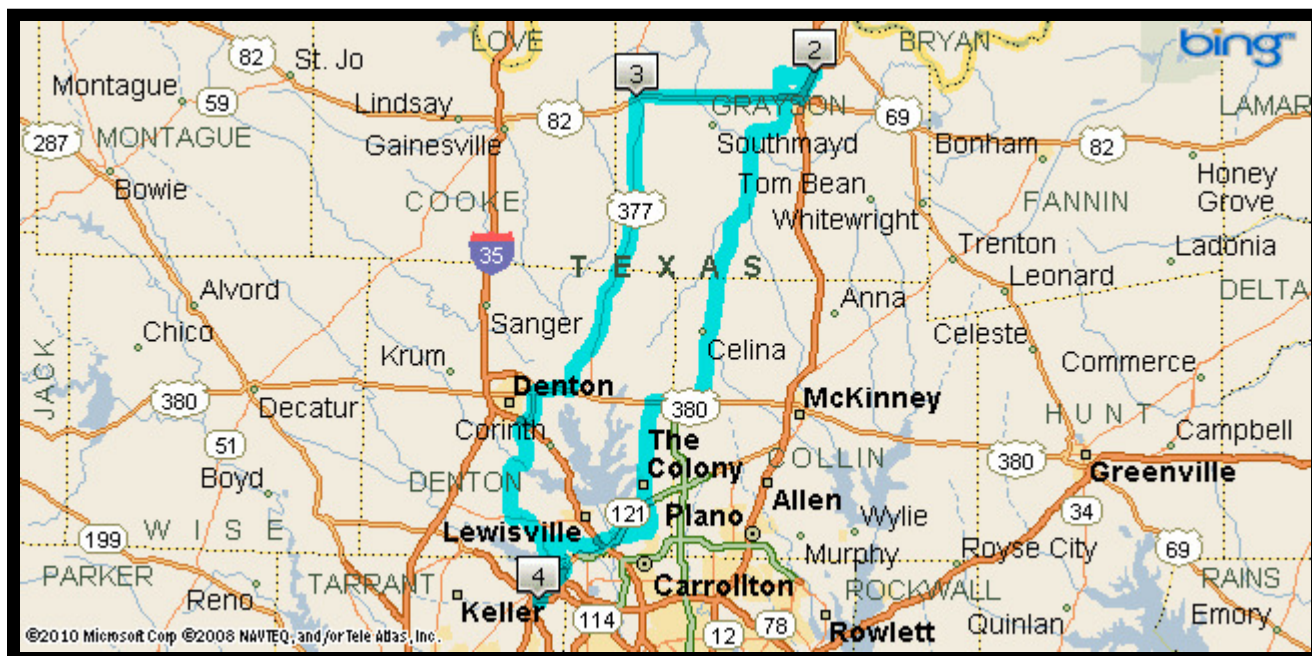 LOVE
BRYAN
bing™
2
82
St. Jo
3
Montague
59
Lindsay
82
GRAYSON
69
LAMAR
287
MONTAGUE
Gainesville
Southmayd
Bonham
82
Bowie
Tom Bean
Honey
Grove
COOKE
377
Whitewright
FANNIN
35
TEXAS
Trenton
Ladonia
Leonard
Alvord
Anna
DELTA
Chico
Sanger
Celina
Celeste
JACK
Krum
Commerce
380
Denton
380
McKinney
Decatur
HUNT
51
Corinth
The
Colony
COLLIN
Campbell
Boyd
DENTON
380
Greenville
121
Allen
WISE
Lewisville
Plano
Wylie
34
199
Murphy
Royse City
69
PARKER
TARRANT
4
Carrollton
ROCKWALL
RAINS
Reno
Keller
114
12
78
Rowlett
Quinlan
Emory
©2010 Microsoft Corp ©2008 NAVTEQ, and/or Tele Atlas, Inc.